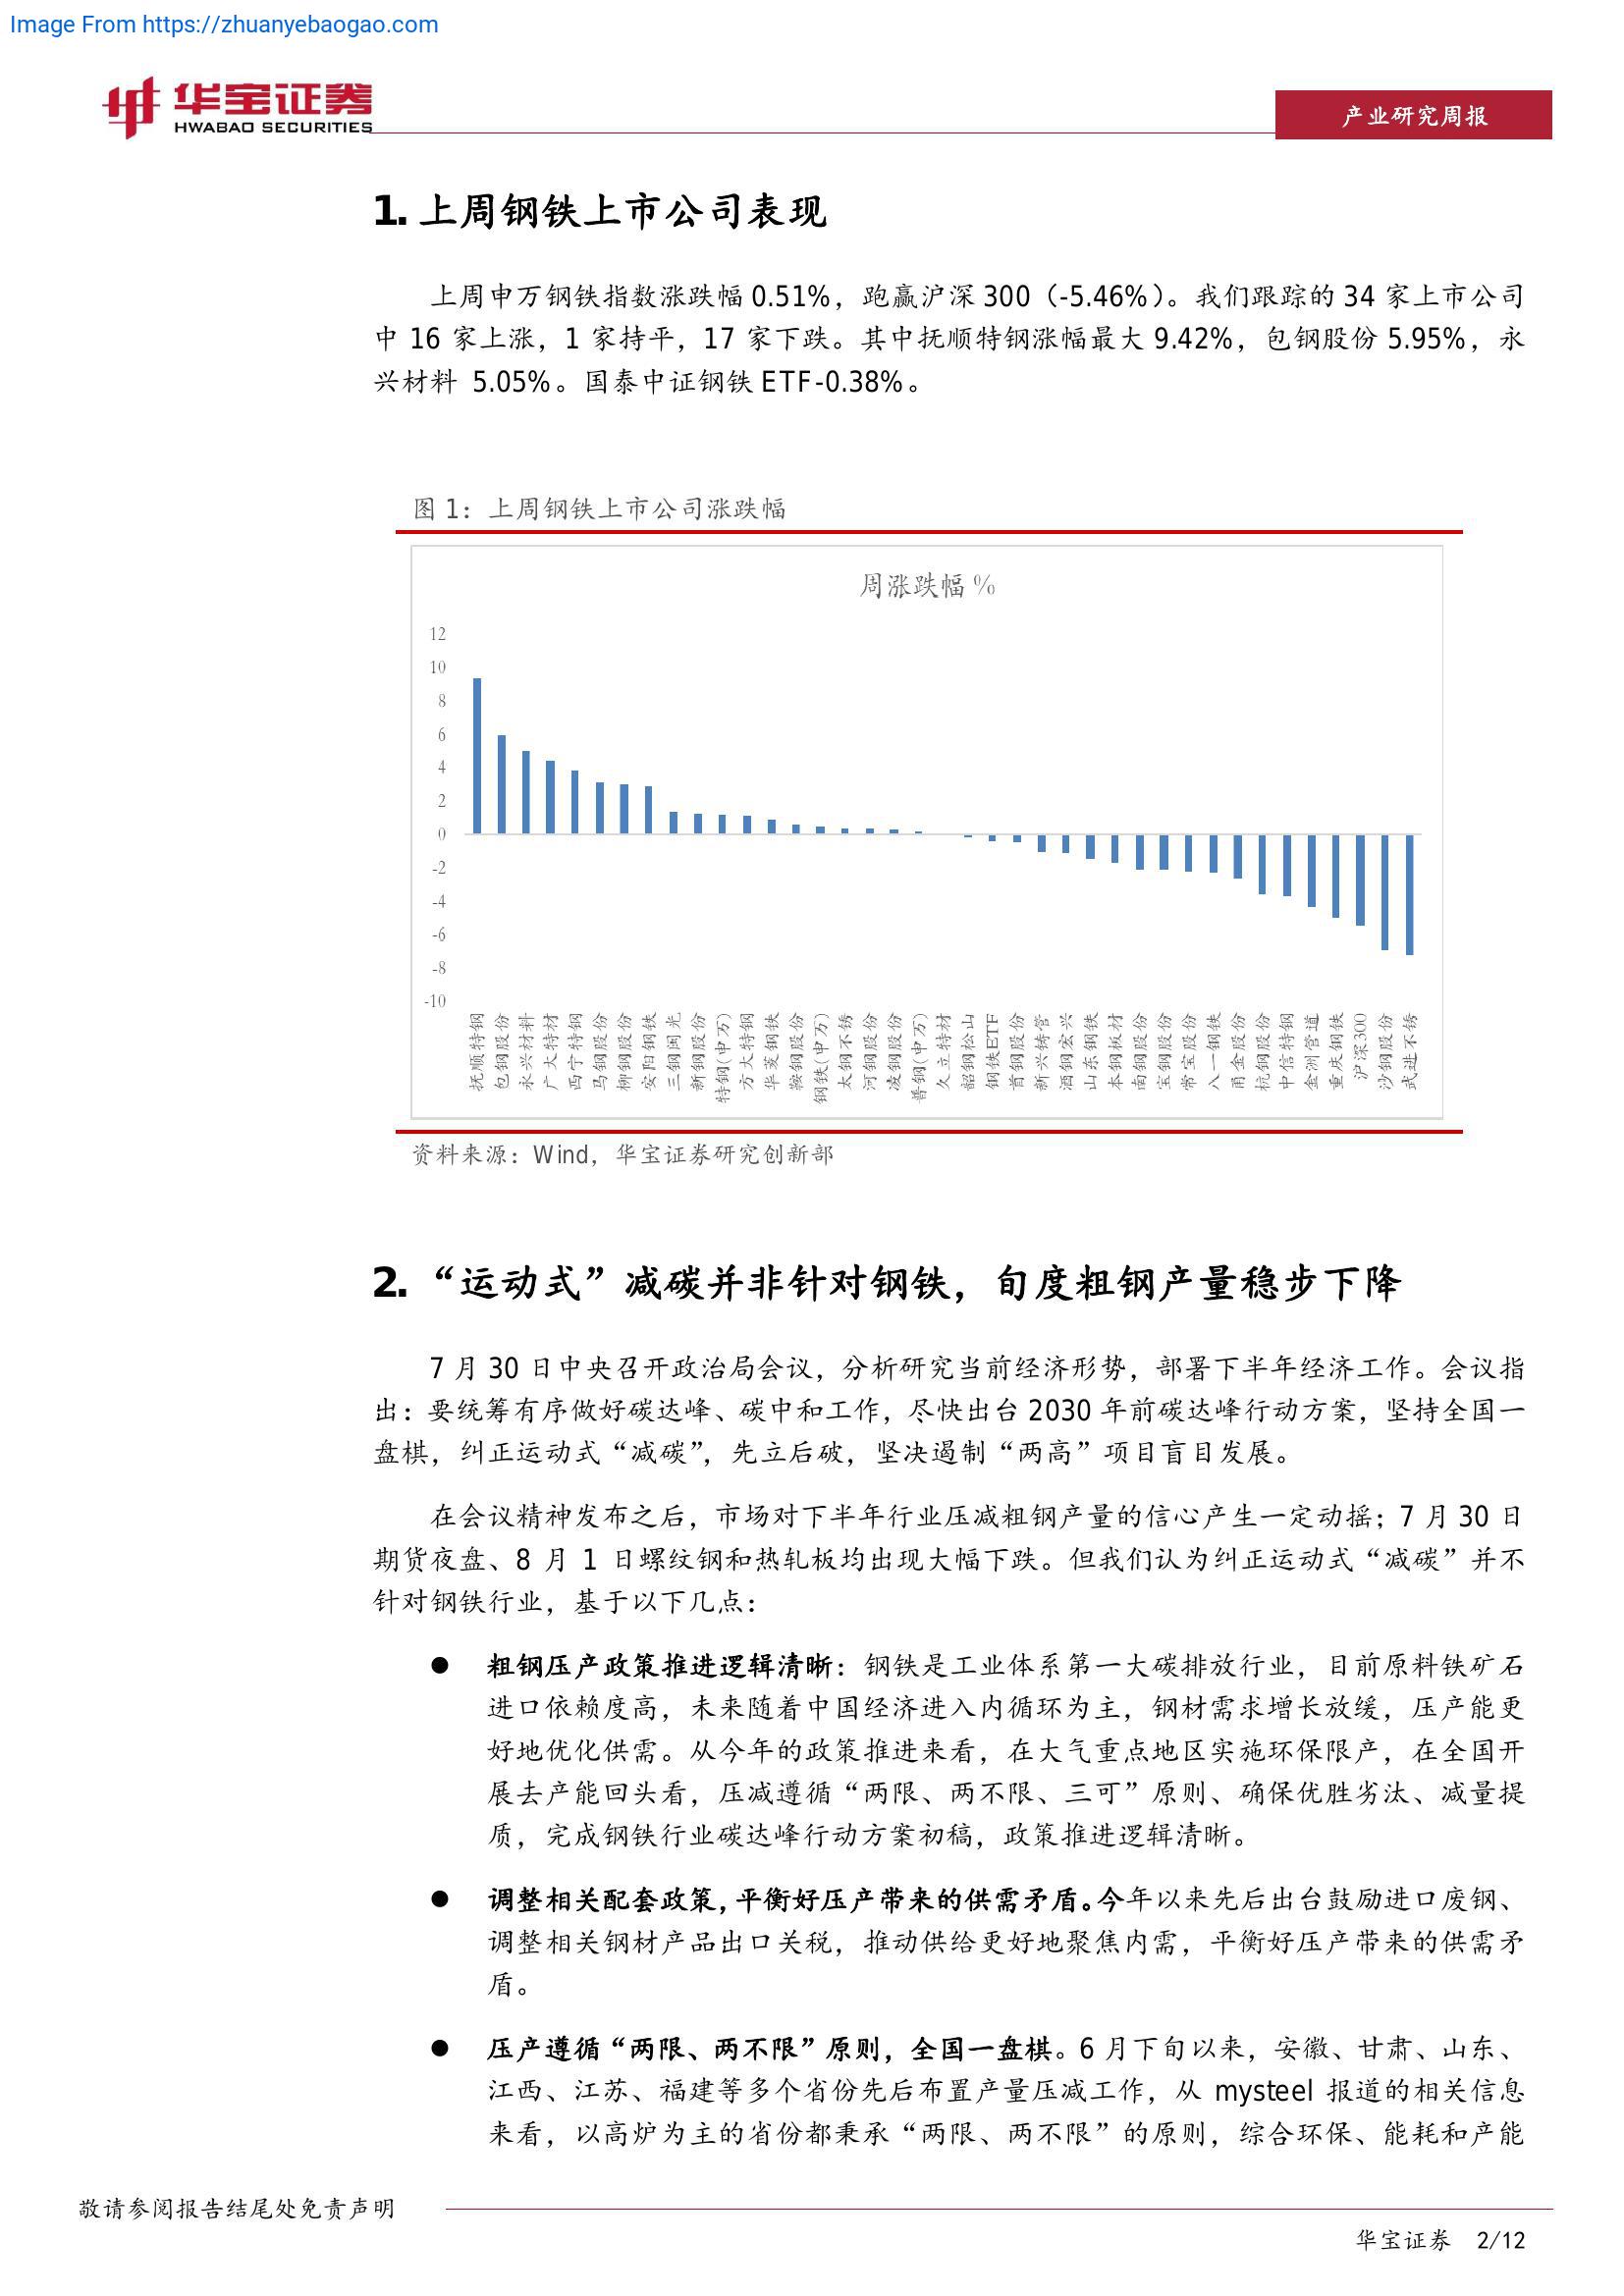 Image From https://zhuanyebaogao.com
华宝证券
HWABAO SECURITIES
产业研究周报
1. 上周钢铁上市公司表现
上周申万钢铁指数涨跌幅 0.51%，跑赢沪深 300（-5.46%）。我们跟踪的 34 家上市公司
中 16 家上涨，1 家持平，17 家下跌。其中抚顺特钢涨幅最大 9.42%，包钢股份 5.95%，永
兴材料 5.05%。国泰中证钢铁 ETF-0.38%。
图 1：上周钢铁上市公司涨跌幅
周涨跌幅 %
12
10
8
6
4
2
0
-2
-4
-6
-8
-10
抚顺特钢
包钢股份
永兴材料
广大特材
西宁特钢
马钢股份
柳钢股份
安阳钢铁
三钢闽光
新钢股份
特钢(申万)
方大特钢
华菱钢铁
鞍钢股份
钢铁(申万)
太钢不锈
河钢股份
凌钢股份
普钢(申万)
久立特材
韶钢松山
钢铁ETF
首钢股份
新兴铸管
酒钢宏兴
山东钢铁
本钢板材
南钢股份
宝钢股份
常宝股份
八一钢铁
甬金股份
杭钢股份
中信特钢
金洲管道
重庆钢铁
沪深300
沙钢股份
武进不锈
资料来源：Wind，华宝证券研究创新部
2. “运动式”减碳并非针对钢铁，旬度粗钢产量稳步下降
7 月 30 日中央召开政治局会议，分析研究当前经济形势，部署下半年经济工作。会议指
出：要统筹有序做好碳达峰、碳中和工作，尽快出台 2030 年前碳达峰行动方案，坚持全国一
盘棋，纠正运动式“减碳”，先立后破，坚决遏制“两高”项目盲目发展。
在会议精神发布之后，市场对下半年行业压减粗钢产量的信心产生一定动摇；7 月 30 日
期货夜盘、8 月 1 日螺纹钢和热轧板均出现大幅下跌。但我们认为纠正运动式“减碳”并不
针对钢铁行业，基于以下几点：
● 粗钢压产政策推进逻辑清晰：钢铁是工业体系第一大碳排放行业，目前原料铁矿石
进口依赖度高，未来随着中国经济进入内循环为主，钢材需求增长放缓，压产能更
好地优化供需。从今年的政策推进来看，在大气重点地区实施环保限产，在全国开
展去产能回头看，压减遵循“两限、两不限、三可”原则、确保优胜劣汰、减量提
质，完成钢铁行业碳达峰行动方案初稿，政策推进逻辑清晰。
● 调整相关配套政策，平衡好压产带来的供需矛盾。今年以来先后出台鼓励进口废钢、
调整相关钢材产品出口关税，推动供给更好地聚焦内需，平衡好压产带来的供需矛
盾。
● 压产遵循“两限、两不限”原则，全国一盘棋。6 月下旬以来，安徽、甘肃、山东、
江西、江苏、福建等多个省份先后布置产量压减工作，从 mysteel 报道的相关信息
来看，以高炉为主的省份都秉承“两限、两不限”的原则，综合环保、能耗和产能
敬请参阅报告结尾处免责声明
华宝证券 2/12